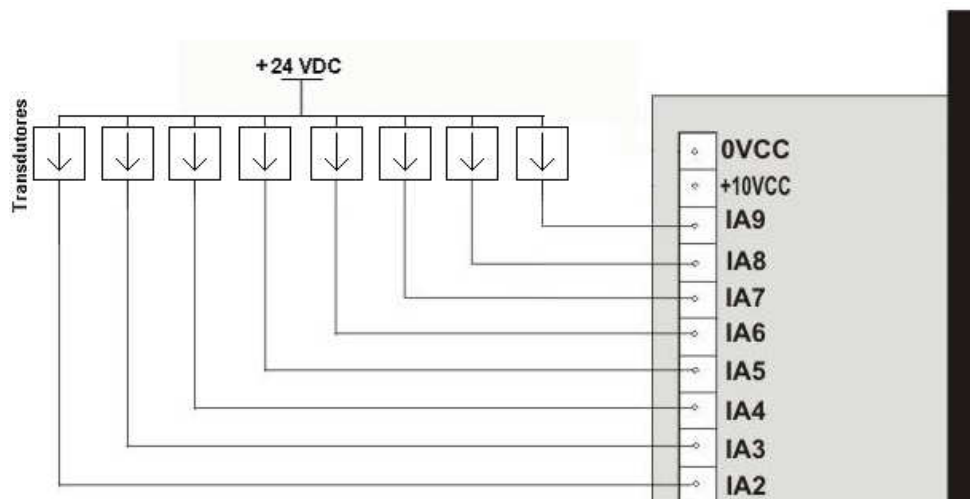 +24 VDC
Transdutores
0VCC
+10VCC
IA9
IA8
IA7
IA6
IA5
IA4
IA3
IA2